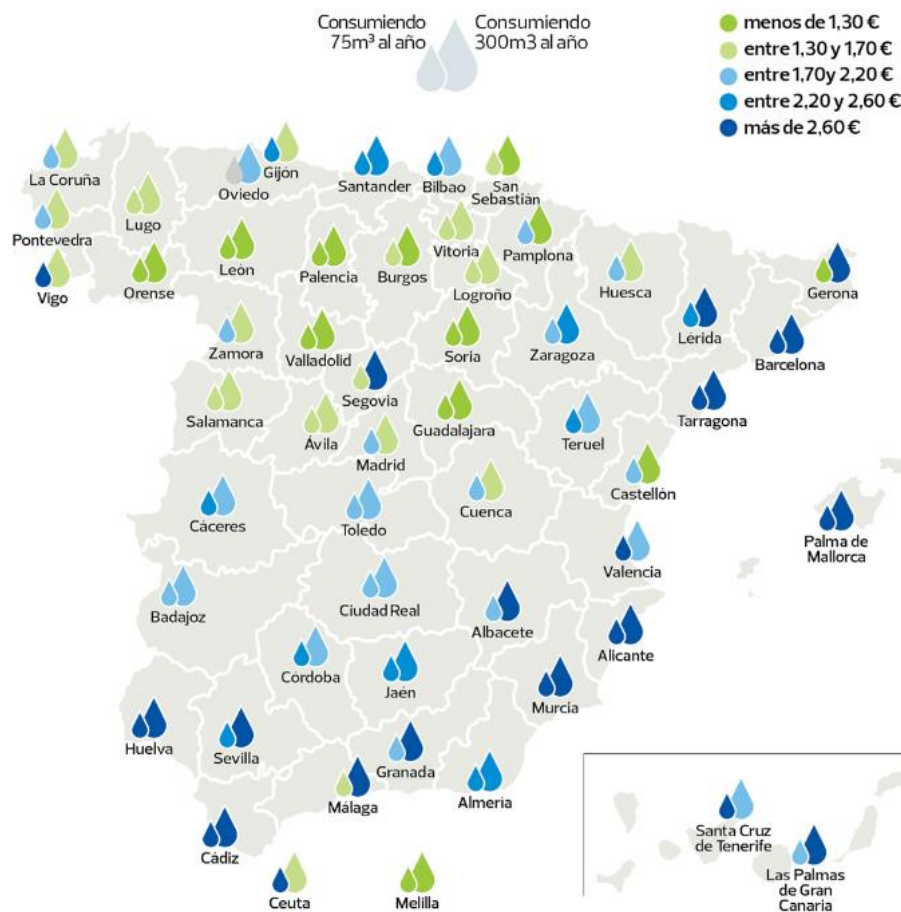 Consumiendo
75m³ al año
Consumiendo
300m3 al año
menos de 1,30 €
entre 1,30 y 1,70 €
entre 1,70y 2,20 €
entre 2,20 y 2,60 €
más de 2,60 €
La Coruña
Lugo
Oviedo
Gijón
Santander
Bilbao
San
Sebastián
Pontevedra
Vigo
Orense
León
Palencia
Burgos
Vitoria
Logroño
Pamplona
Huesca
Lérida
Gerona
Barcelona
Zamora
Valladolid
Soria
Zaragoza
Tarragona
Salamanca
Segovia
Ávila
Madrid
Guadalajara
Teruel
Castellón
Cáceres
Toledo
Cuenca
Valencia
Palma de
Mallorca
Badajoz
Ciudad Real
Albacete
Alicante
Córdoba
Jaén
Murcia
Huelva
Sevilla
Granada
Málaga
Almería
Cádiz
Ceuta
Melilla
Santa Cruz
de Tenerife
Las Palmas
de Gran
Canaria